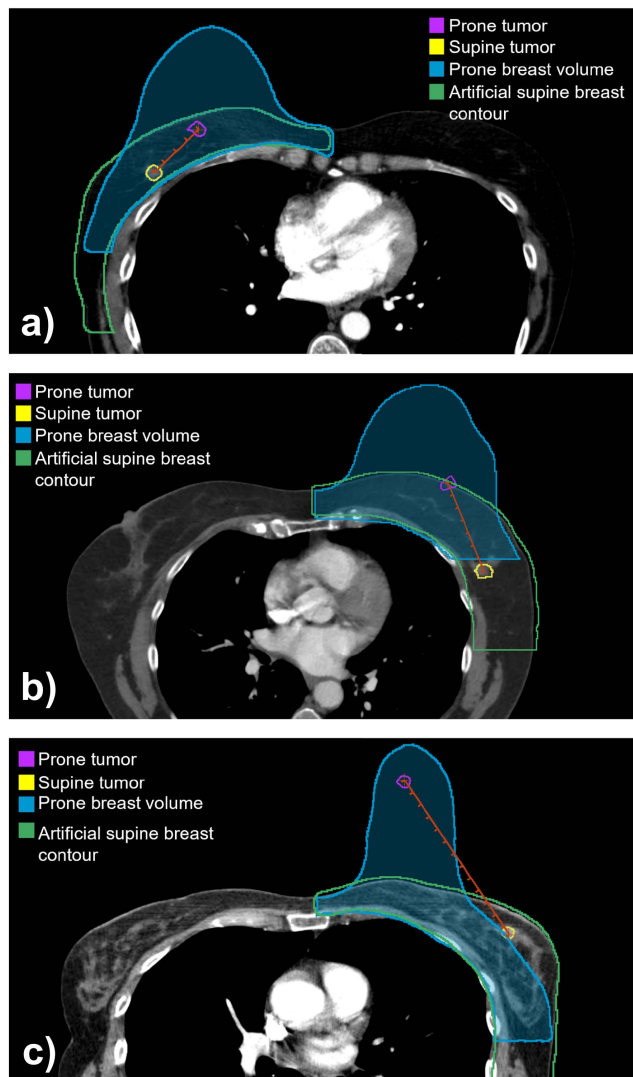 Prone tumor
Supine tumor
Prone breast volume
Artificial supine breast
contour
a)
Prone tumor
Supine tumor
Prone breast volume
Artificial supine breast
contour
b)
Prone tumor
Supine tumor
Prone breast volume
Artificial supine breast
contour
c)